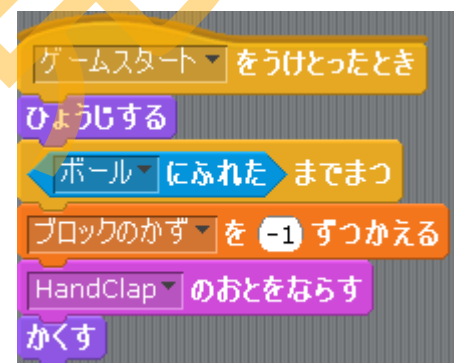 ゲームスタート をうけとったとき
ひょうじする
ボール にふれた までまつ
ブロックのかず を -1 ずつかえる
HandClap のおとをならす
かくす